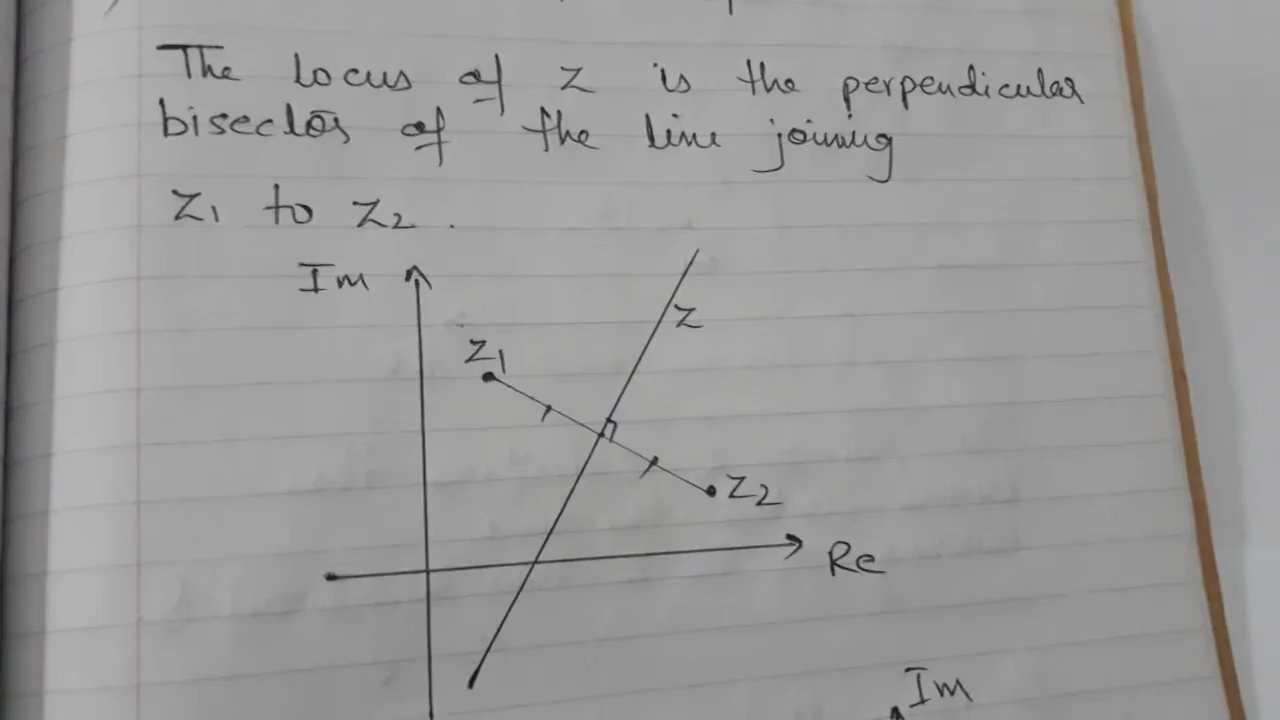 The locus of z is the perpendicular
bisector of the line joining
z1 to z2 .
Im
z
z1
z2
Re
Im